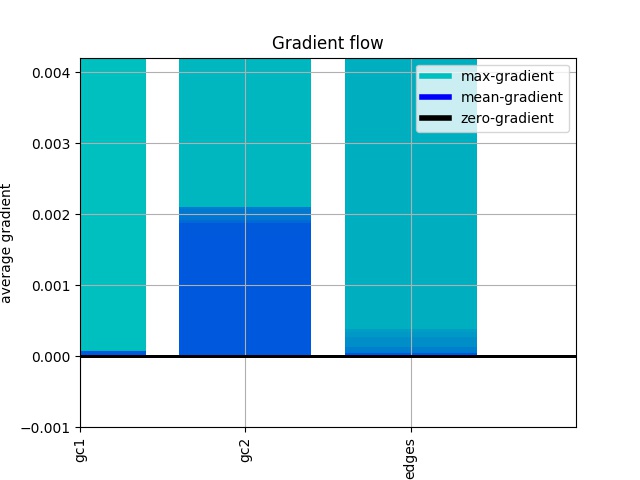 Gradient flow
max-gradient
mean-gradient
zero-gradient
average gradient
0.004
0.003
0.002
0.001
0.000
−0.001
gc1
gc2
edges